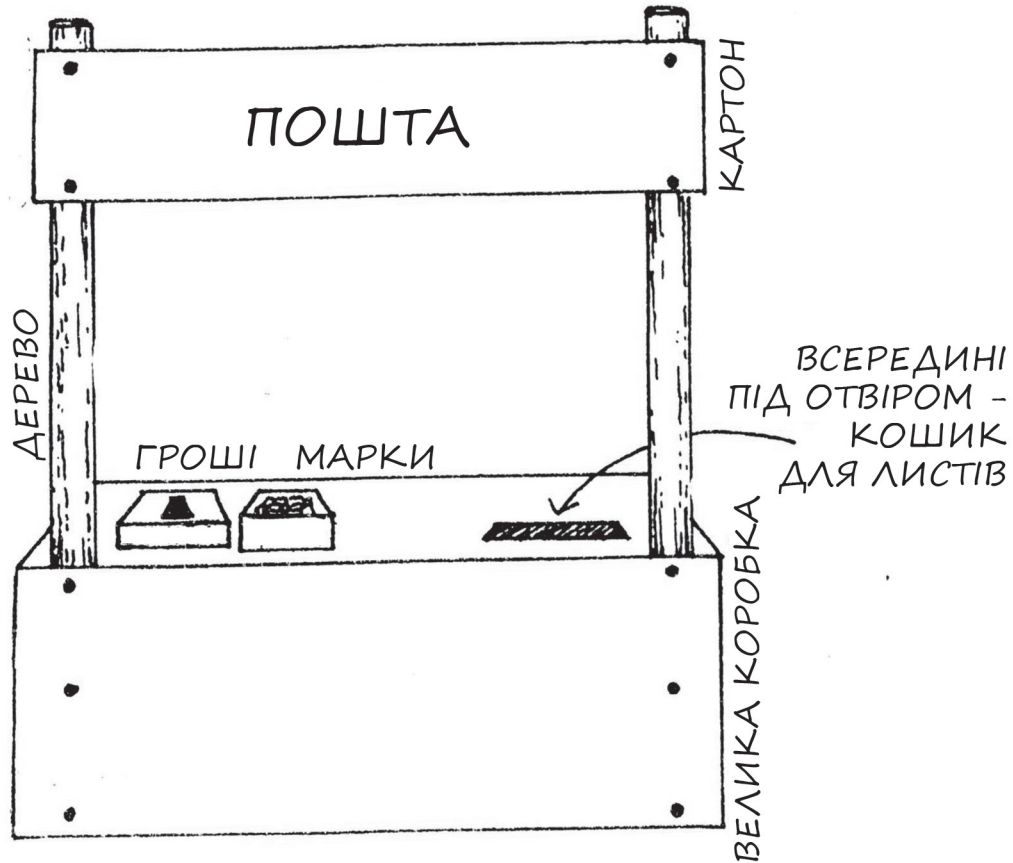 ПОШТА
КАРТОН
ДЕРЕВО
ГРОШІ МАРКИ
ВСЕРЕДИНІ
ПІД ОТВІРОМ -
КОШИК
ДЛЯ ЛИСТІВ
ВЕЛИКА КОРОБКА